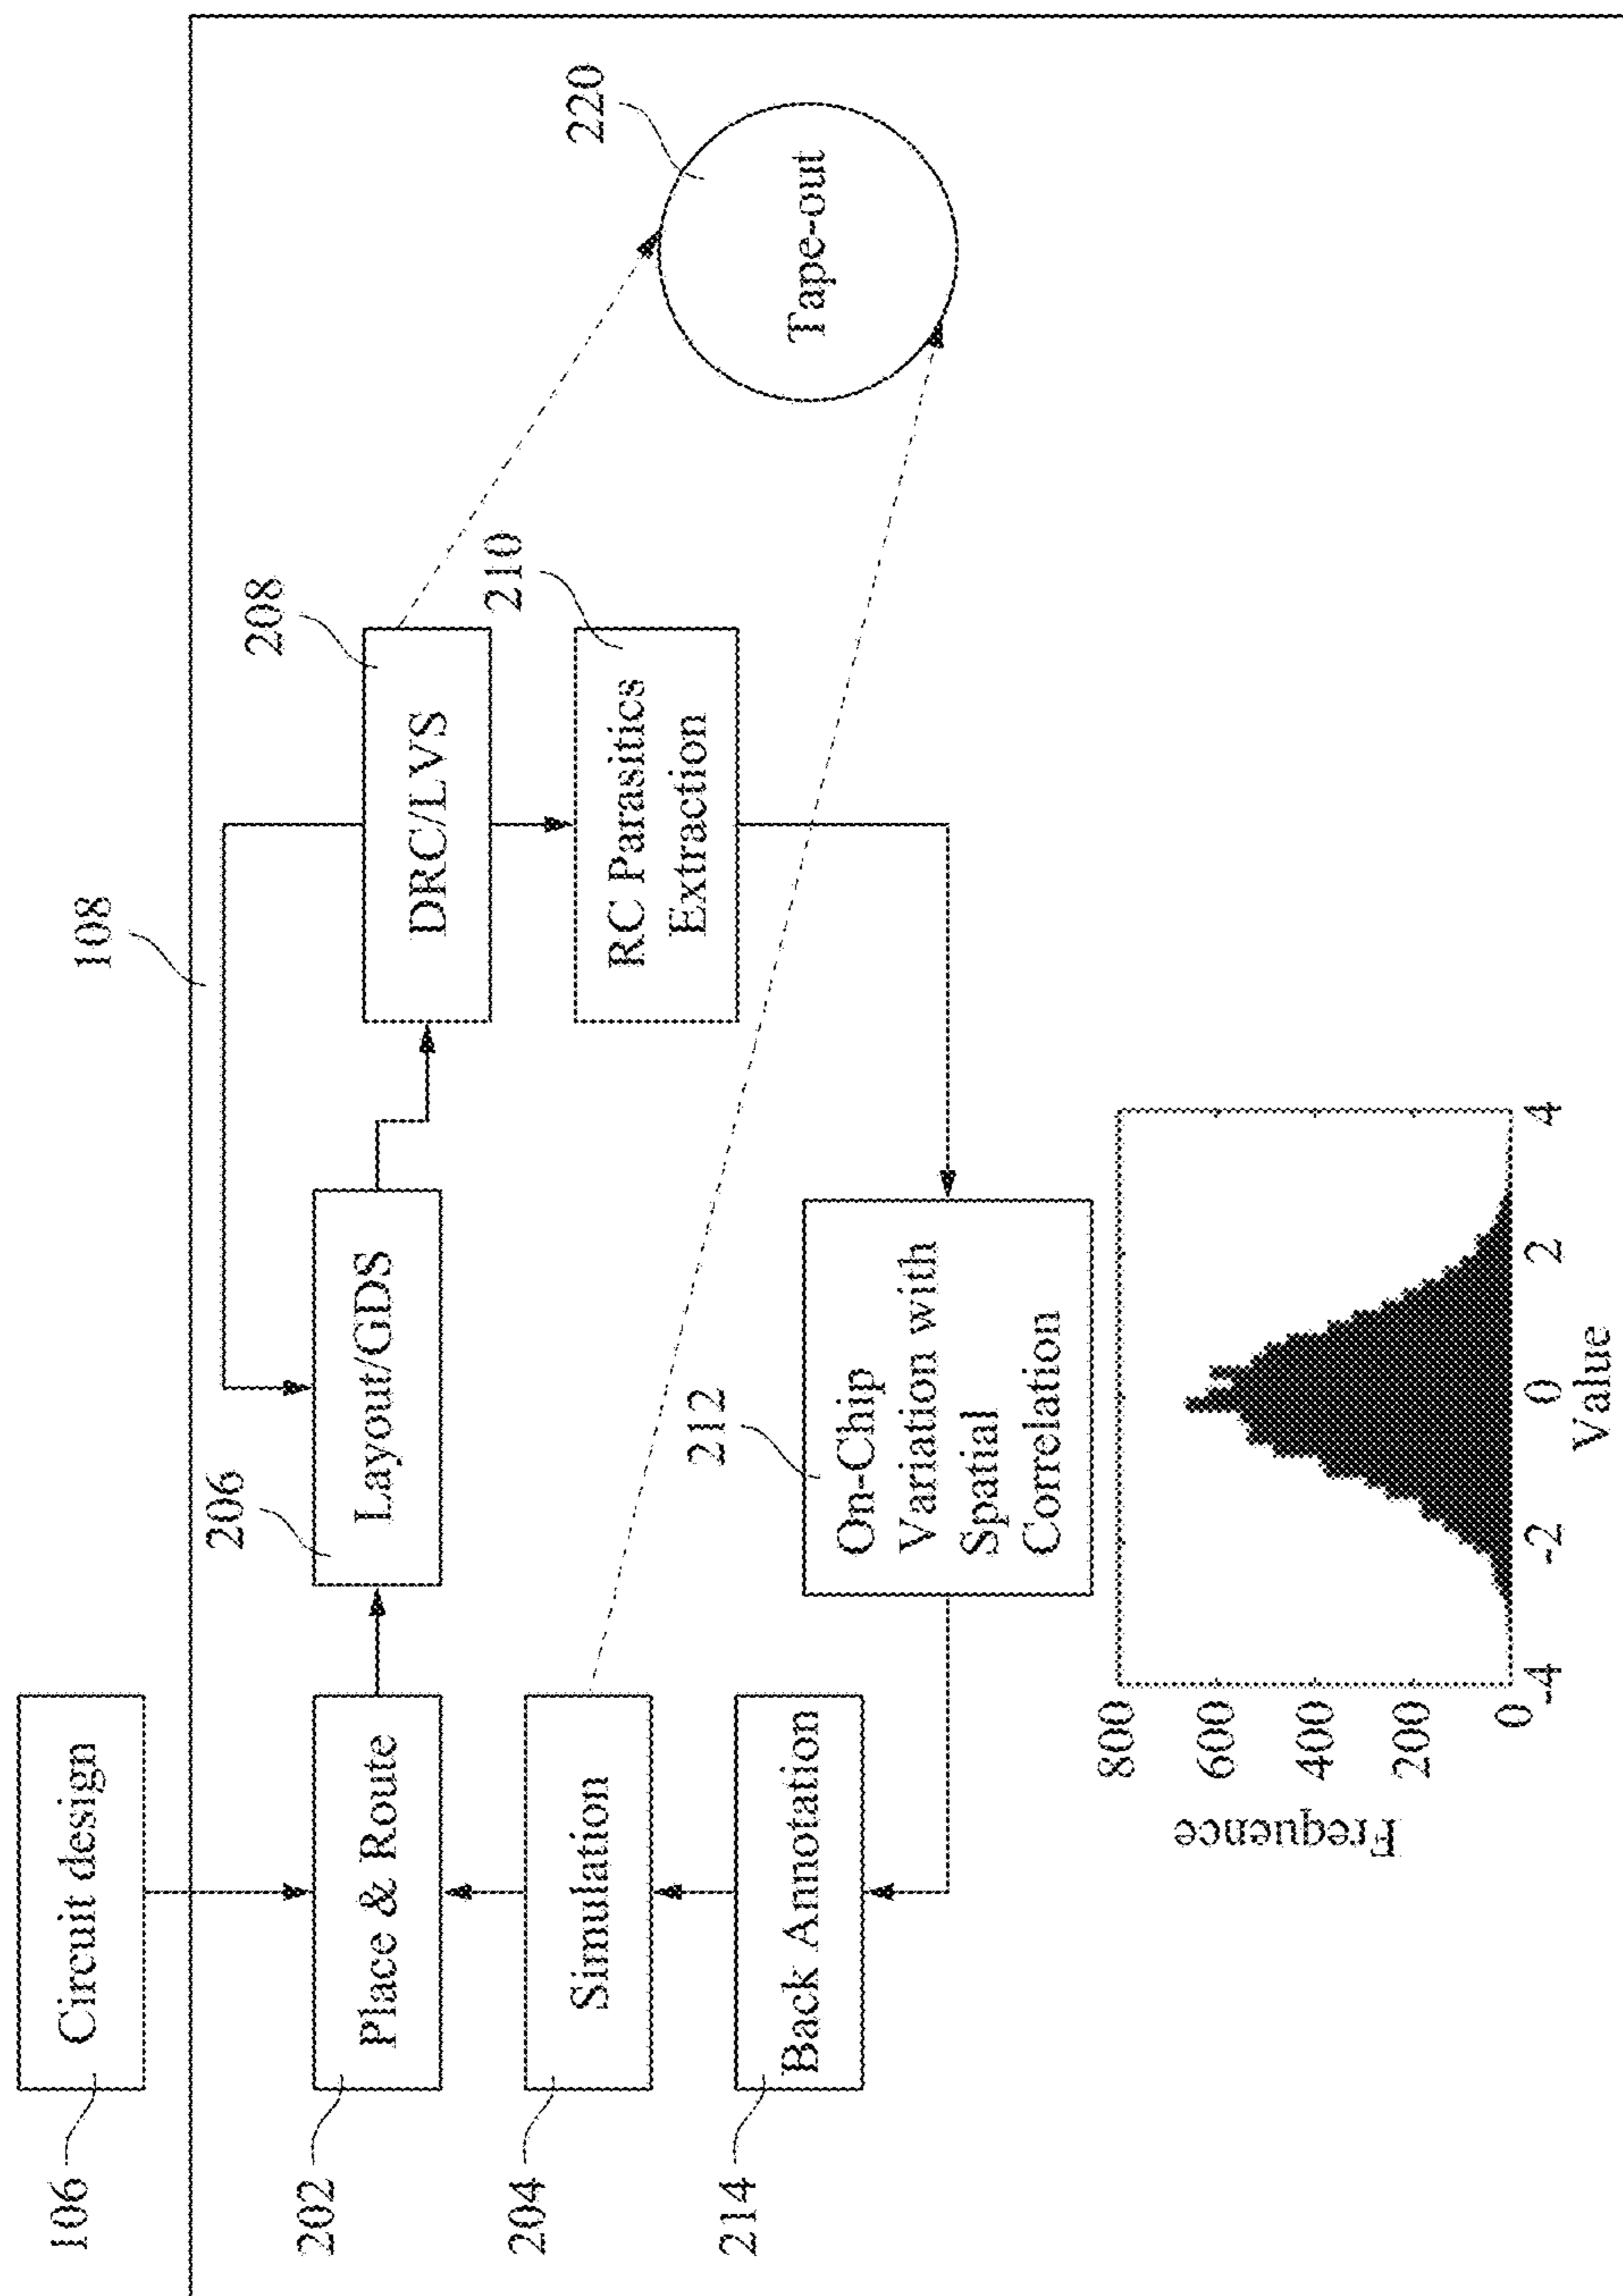 106
Circuit design
108
202
Place & Route
206
Layout/GDS
208
DRC/LVS
204
Simulation
210
RC Parasitics
Extraction
220
Tape-out
214
Back Annotation
212
On-Chip
Variation with
Spatial
Correlation
Frequence
800
600
400
200
0
-4
-2
0
2
4
Value